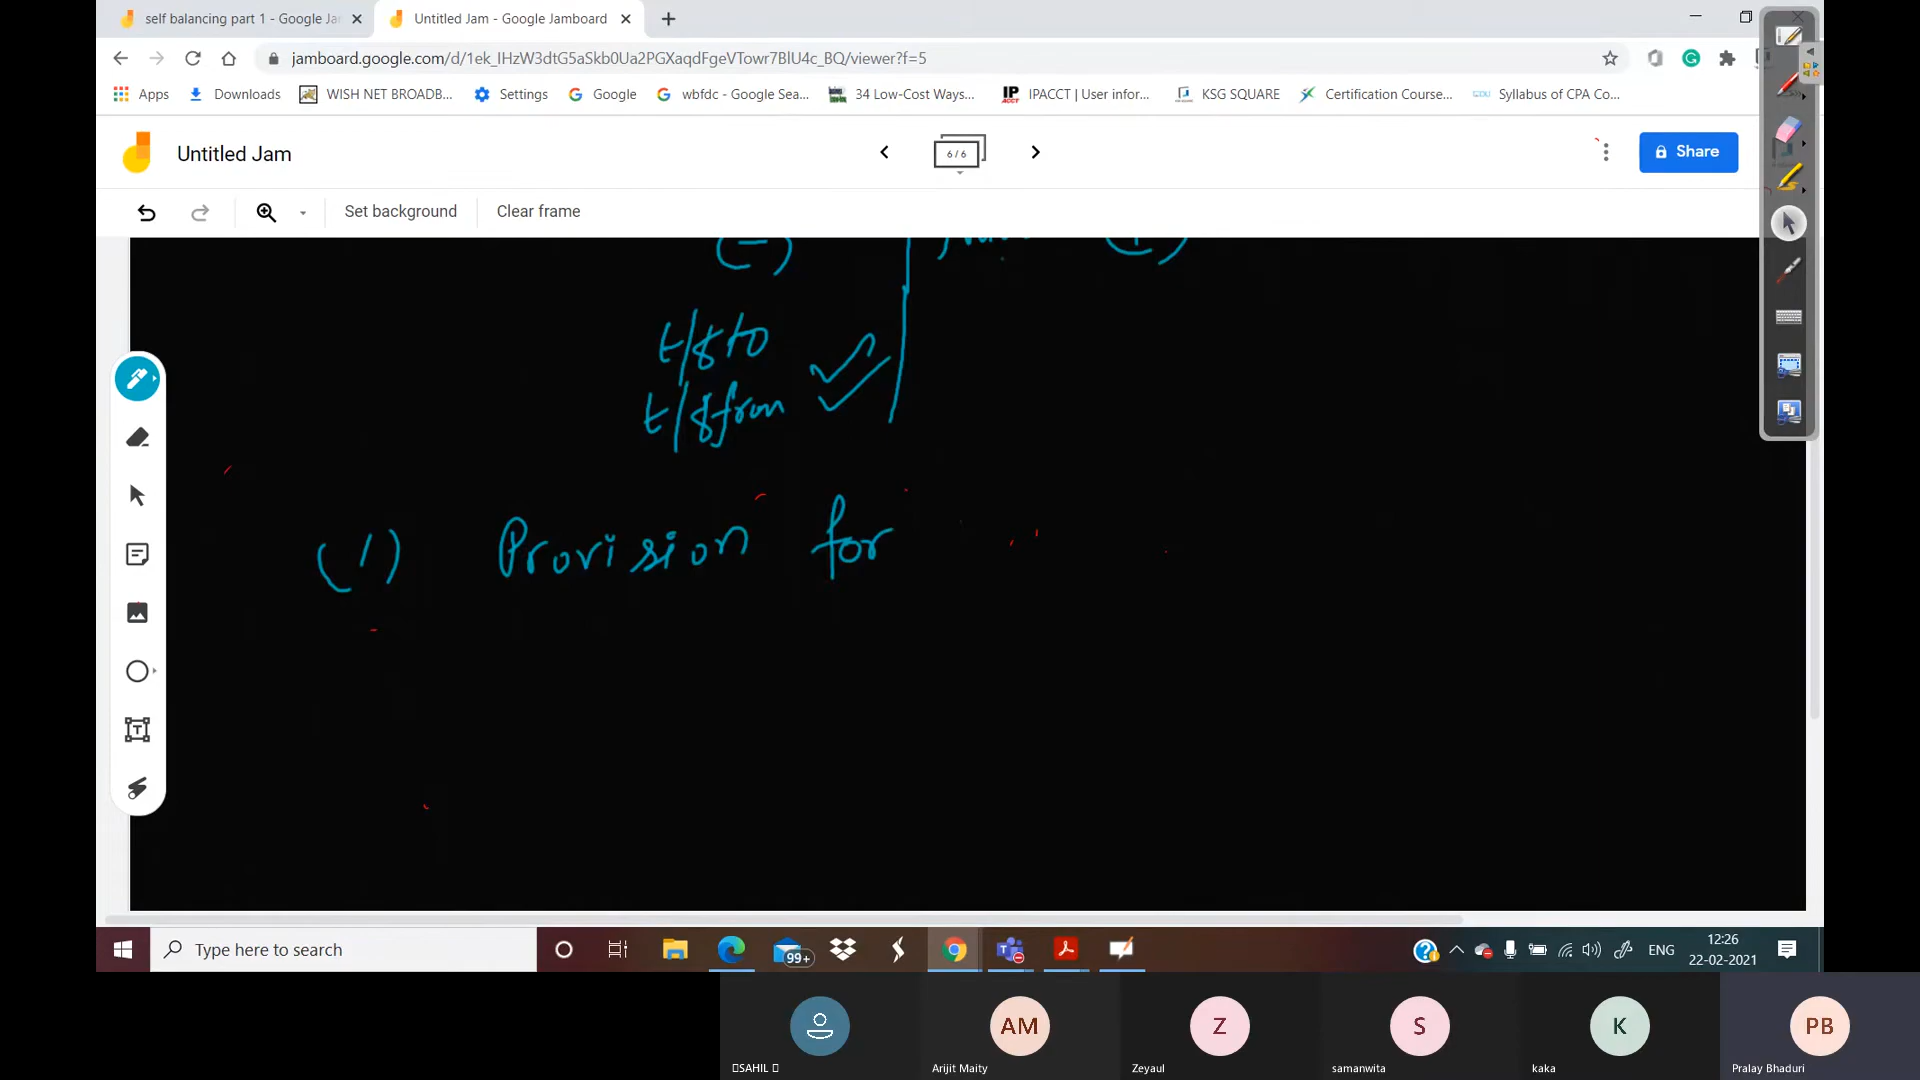 self balancing part 1 - Google Ja
Untitled Jam - Google Jamboard
jamboard.google.com/d/1ek_IHzW3dtG5aSkb0Ua2PGXaqdFgeVTowr7BlU4c_BQ/viewer?f=5
Apps Downloads WISH NET BROADB... Settings Google wbfdc - Google Sea... 34 Low-Cost Ways... IPACCT | User infor... KSG SQUARE Certification Course... Syllabus of CPA Co...
Untitled Jam
6 / 6
Share
Set background Clear frame
(-) (+)
t/f to
t/f from
(1) Provision for
Type here to search
99+
ENG
12:26
22-02-2021
AM Z S K PB
SAHIL Arijit Maity Zeyaul samanwita kaka Pralay Bhaduri